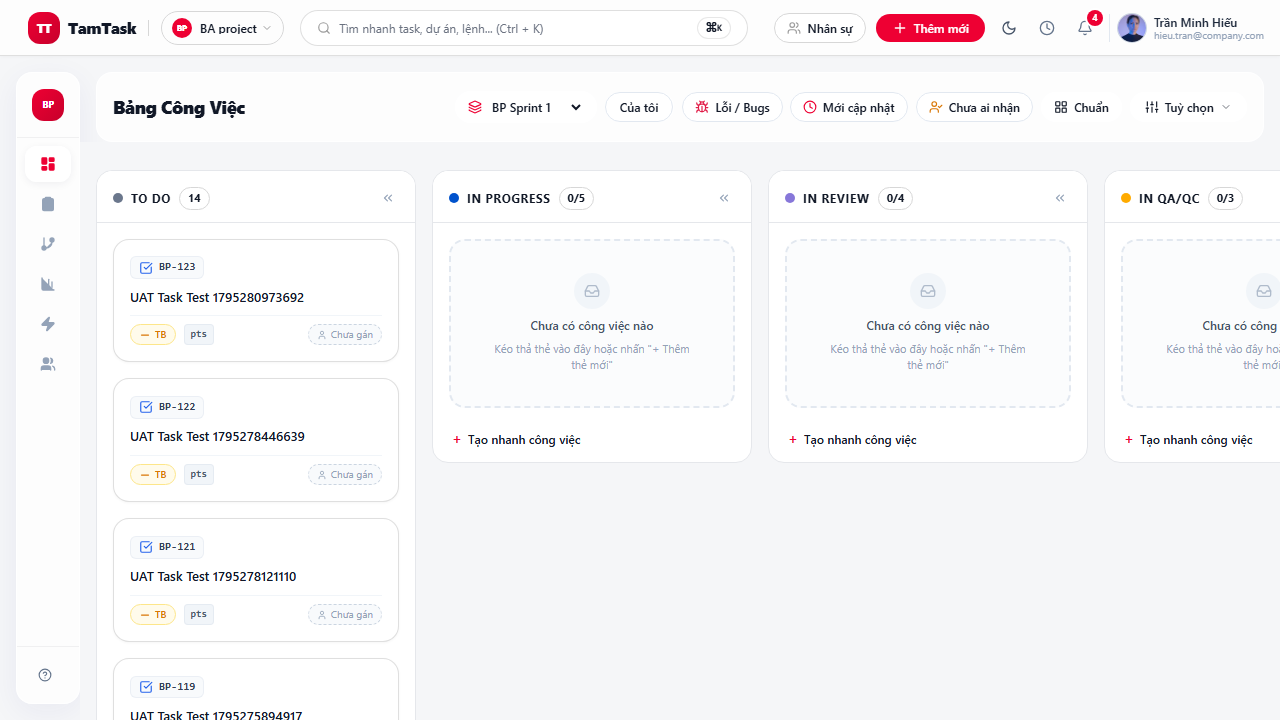 TT TamTask
BP BA project
Tìm nhanh task, dự án, lệnh... (Ctrl + K)
⌘K
Nhân sự
Thêm mới
4
Trần Minh Hiếu
hieu.tran@company.com
BP
Bảng Công Việc
BP Sprint 1
Của tôi
Lỗi / Bugs
Mới cập nhật
Chưa ai nhận
Chuẩn
Tuỳ chọn
TO DO 14
BP-123
UAT Task Test 1795280973692
TB pts Chưa gán
BP-122
UAT Task Test 1795278446639
TB pts Chưa gán
BP-121
UAT Task Test 1795278121110
TB pts Chưa gán
BP-119
UAT Task Test 1795275894917
IN PROGRESS 0/5
Chưa có công việc nào
Kéo thả thẻ vào đây hoặc nhấn "+ Thêm
thẻ mới"
+ Tạo nhanh công việc
IN REVIEW 0/4
Chưa có công việc nào
Kéo thả thẻ vào đây hoặc nhấn "+ Thêm
thẻ mới"
+ Tạo nhanh công việc
IN QA/QC 0/3
Chưa có công
Kéo thả thẻ vào đây
thẻ mới
+ Tạo nhanh công việc